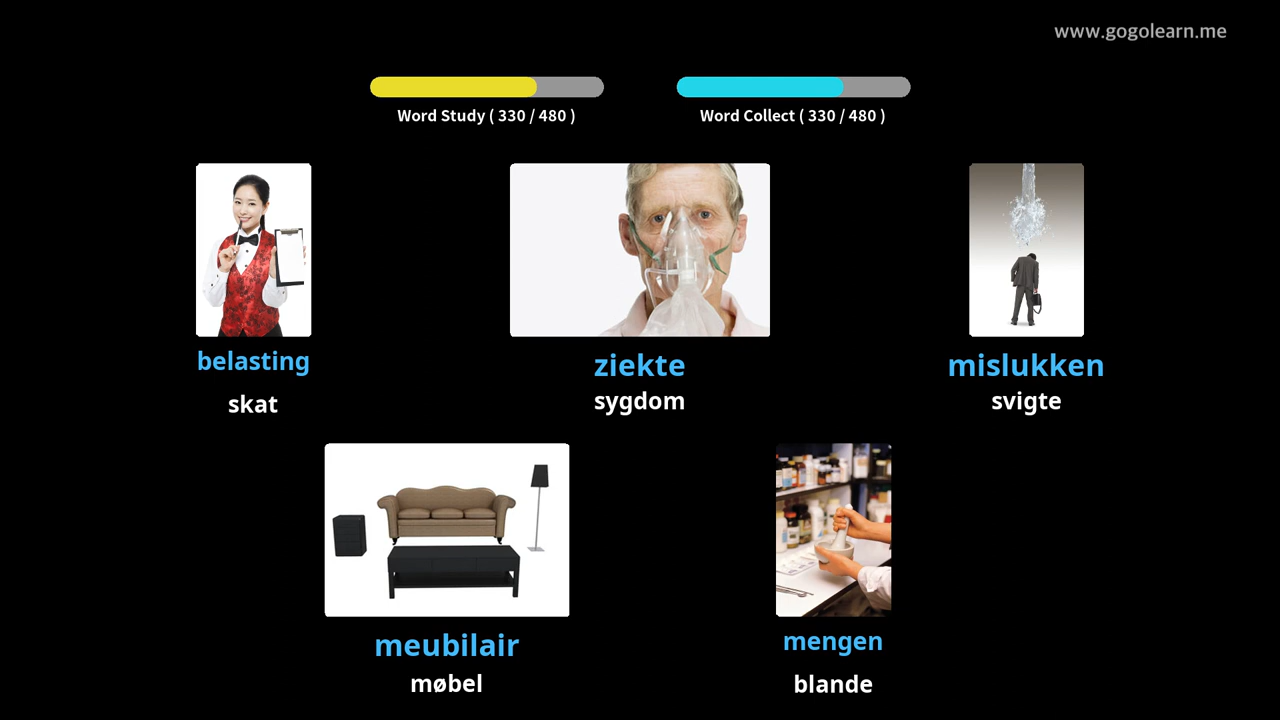 www.gogolearn.me
Word Study ( 330 / 480 )
Word Collect ( 330 / 480 )
belasting
skat
ziekte
sygdom
mislukken
svigte
meubilair
møbel
mengen
blande